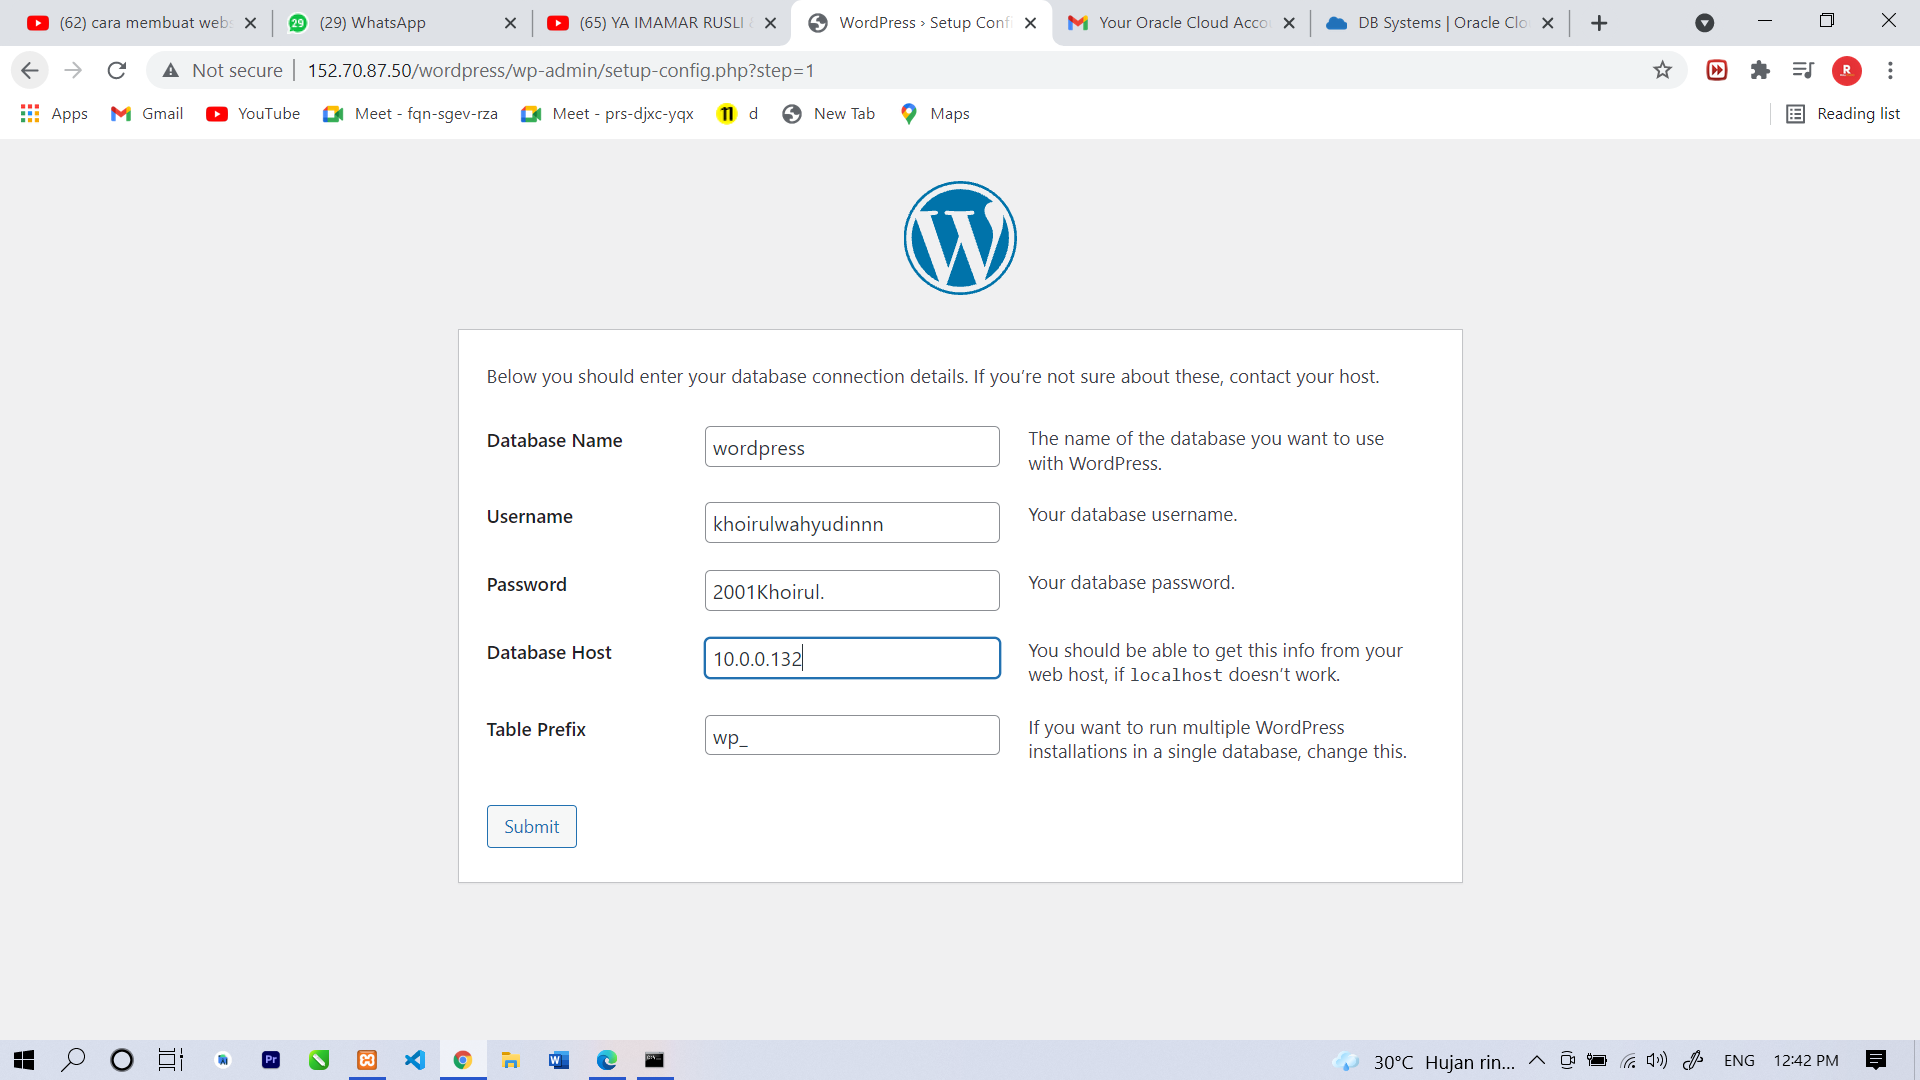 (62) cara membuat webs
(29) WhatsApp
(65) YA IMAMAR RUSLI &
WordPress › Setup Confi
Your Oracle Cloud Acco
DB Systems | Oracle Clo
Not secure
152.70.87.50/wordpress/wp-admin/setup-config.php?step=1
R
Apps
Gmail
YouTube
Meet - fqn-sgev-rza
Meet - prs-djxc-yqx
d
New Tab
Maps
Reading list
Below you should enter your database connection details. If you’re not sure about these, contact your host.
Database Name
wordpress
The name of the database you want to use
with WordPress.
Username
khoirulwahyudinnn
Your database username.
Password
2001Khoirul.
Your database password.
Database Host
10.0.0.132
You should be able to get this info from your
web host, if localhost doesn’t work.
Table Prefix
wp_
If you want to run multiple WordPress
installations in a single database, change this.
Submit
Pr
30°C Hujan rin...
ENG
12:42 PM